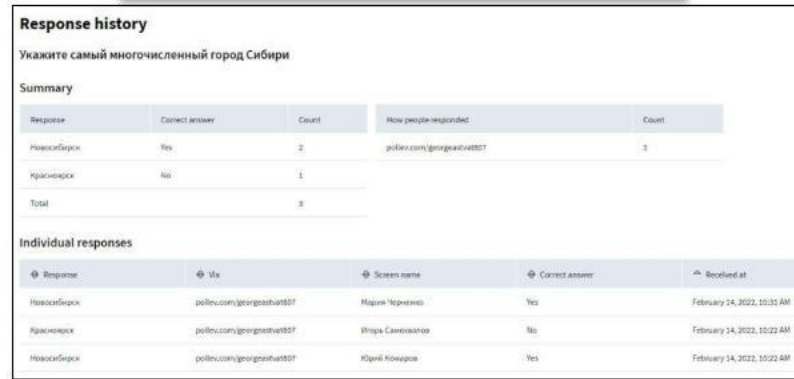 Response history
Укажите самый многочисленный город Сибири
Summary
Response Correct answer Count
Новосибирск Yes 2
Красноярск No 1
Total 3
How people responded Count
pollev.com/georgeastvat807 3
Individual responses
Response Via Screen name Correct answer Received at
Новосибирск pollev.com/georgeastvat807 Мария Черненко Yes February 14, 2022, 10:31 AM
Красноярск pollev.com/georgeastvat807 Игорь Самохвалов No February 14, 2022, 10:22 AM
Новосибирск pollev.com/georgeastvat807 Юрий Комаров Yes February 14, 2022, 10:22 AM